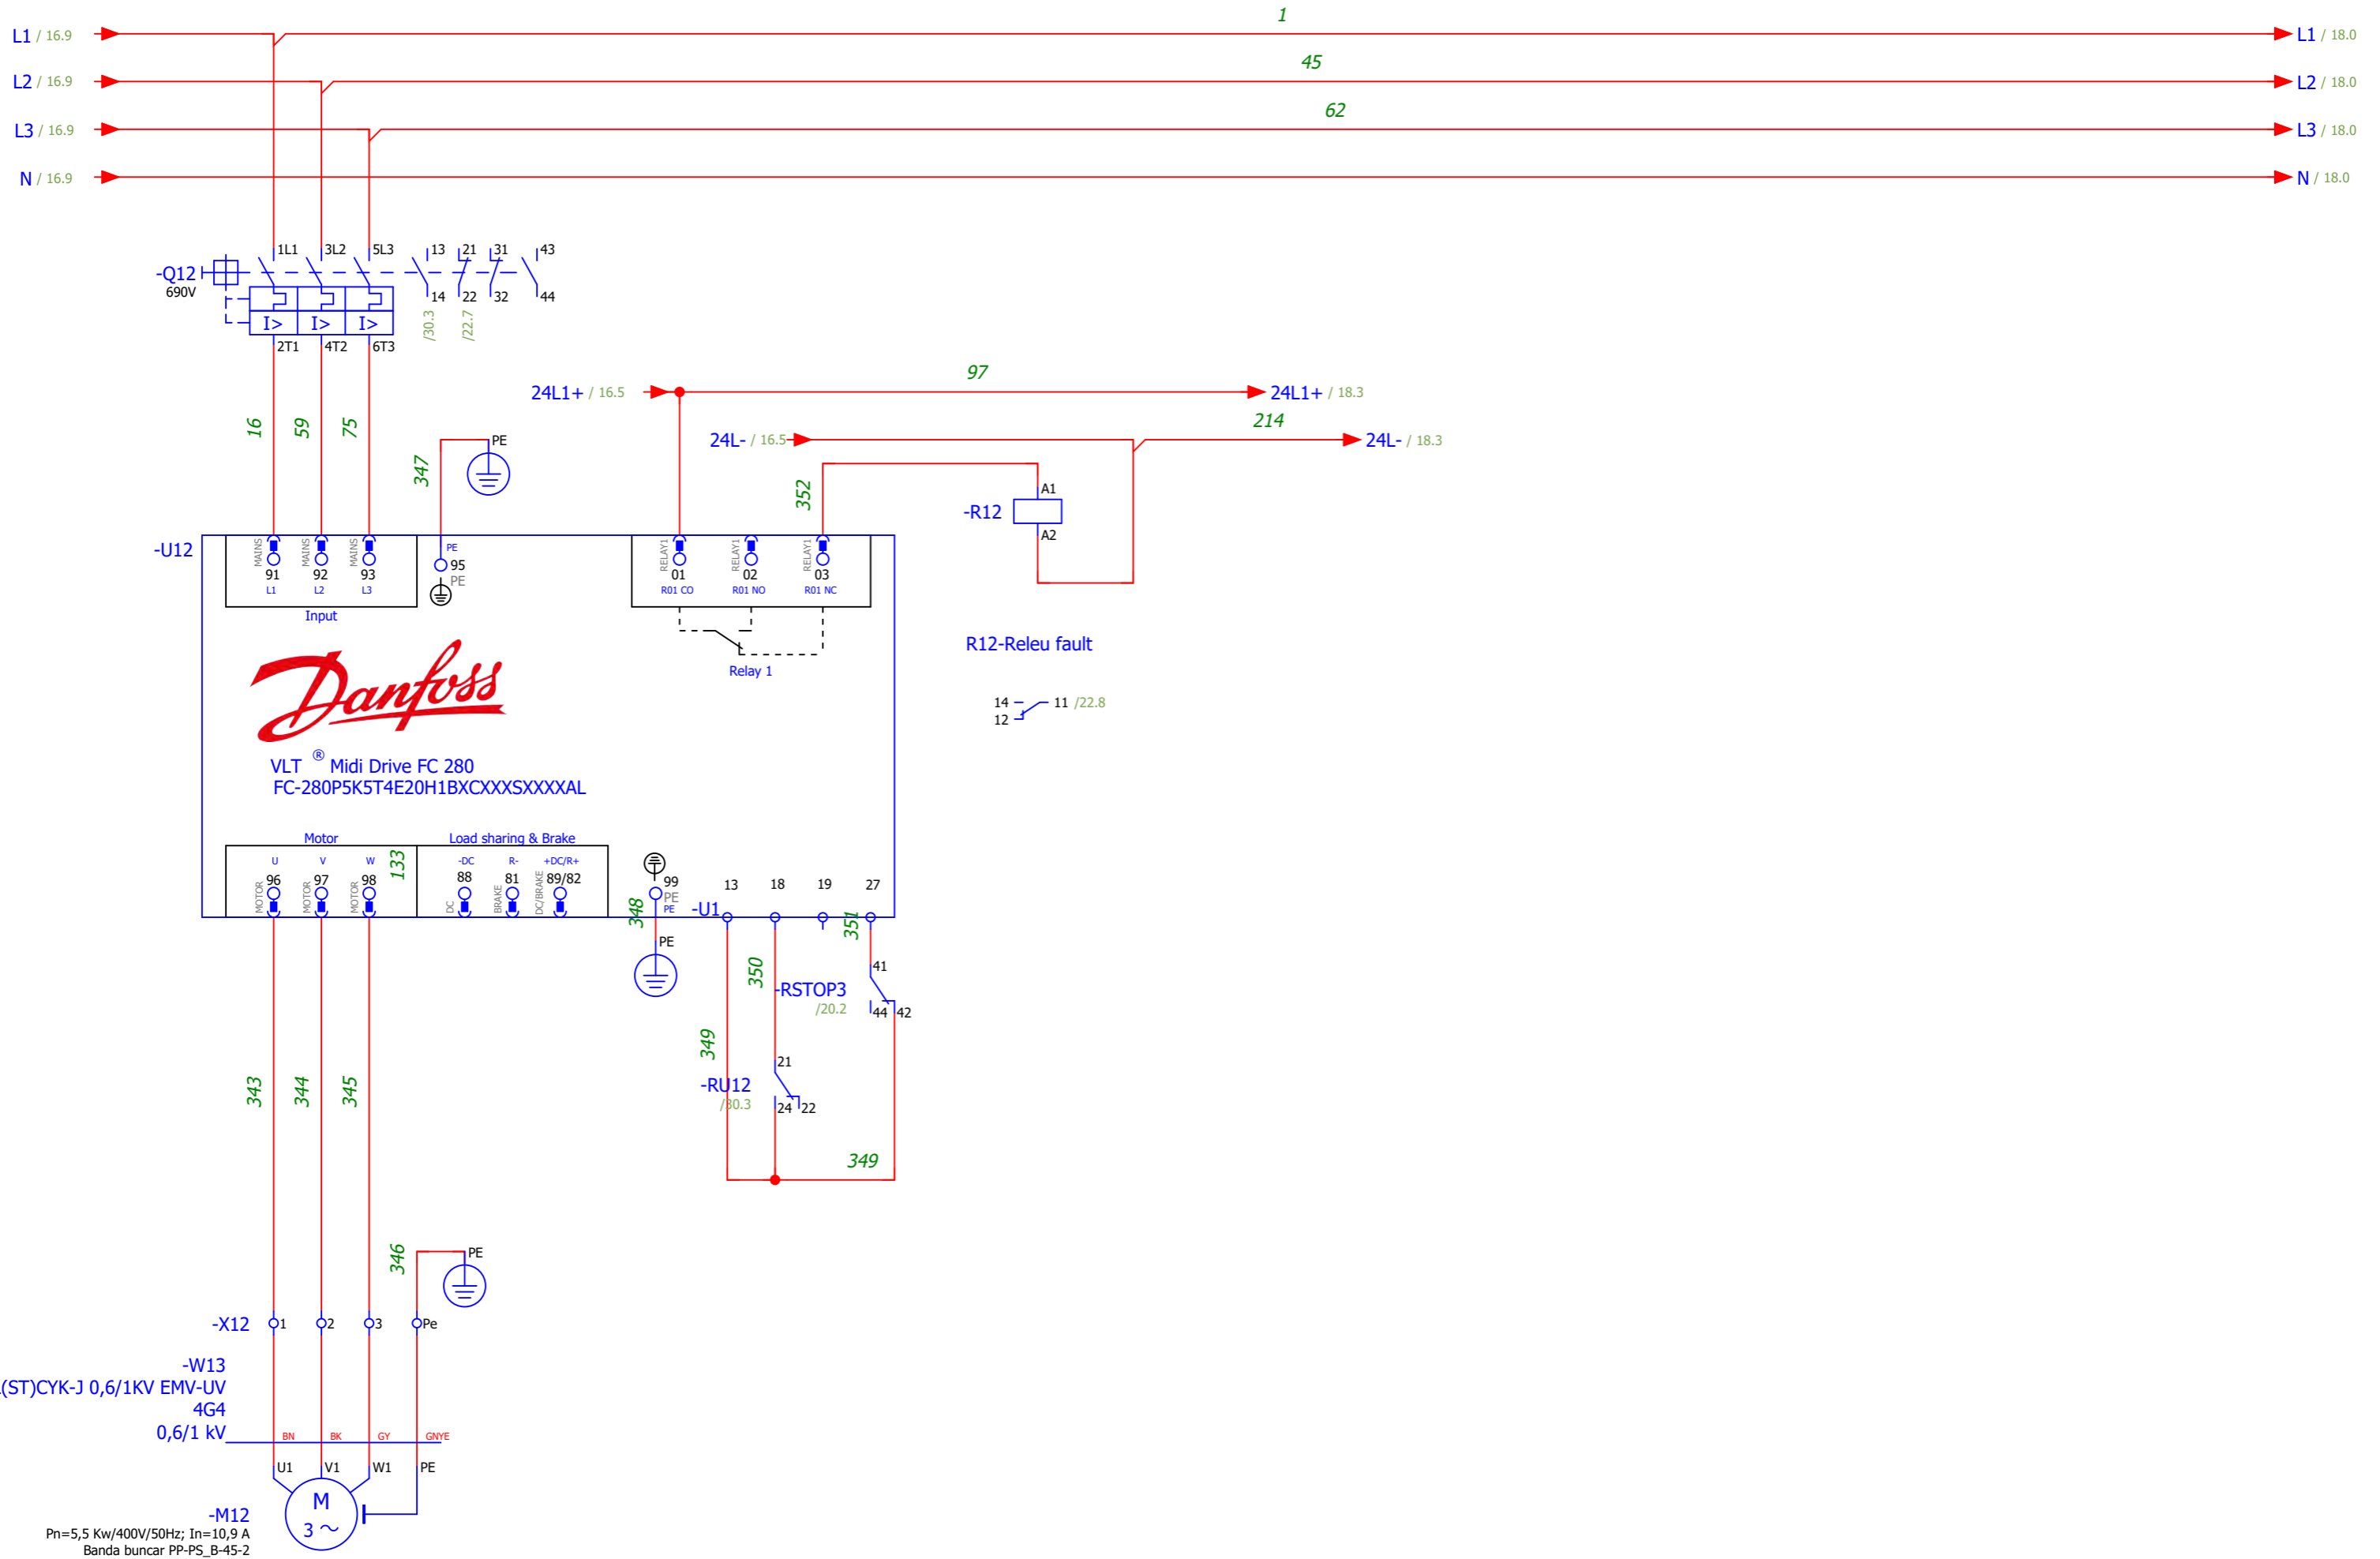 1
L1 / 16.9
L1 / 18.0
45
L2 / 16.9
L2 / 18.0
62
L3 / 16.9
L3 / 18.0
N / 16.9
N / 18.0
1L1 3L2 5L3 13 21 31 43
-Q12
690V
14 22 32 44
I> I> I>
/30.3 /22.7
2T1 4T2 6T3
97
24L1+ / 16.5
24L1+ / 18.3
214
16 59 75
24L- / 16.5
24L- / 18.3
PE
347
352
A1
-R12
A2
-U12
MAINS MAINS MAINS
PE
RELAY1 RELAY1 RELAY1
91 92 93
95
PE
01 02 03
L1 L2 L3
R01 CO R01 NO R01 NC
Input
R12-Releu fault
Relay 1
Danfoss
14 11 /22.8
12
VLT ® Midi Drive FC 280
FC-280P5K5T4E20H1BXCXXXSXXXXAL
Motor
Load sharing & Brake
U V W 133
-DC R- +DC/R+
96 97 98
88 81 89/82
MOTOR MOTOR MOTOR
DC BRAKE DC/BRAKE
99
PE
PE
13 18 19 27
-U1
348
351
PE
350
41
-RSTOP3
/20.2
44 42
349
21
-RU12
/30.3
24 22
343 344 345
349
346
PE
-X12 1 2 3 Pe
-W13
(ST)CYK-J 0,6/1KV EMV-UV
4G4
0,6/1 kV
BN BK GY GNYE
U1 V1 W1 PE
M
3 ~
-M12
Pn=5,5 Kw/400V/50Hz; In=10,9 A
Banda buncar PP-PS_B-45-2